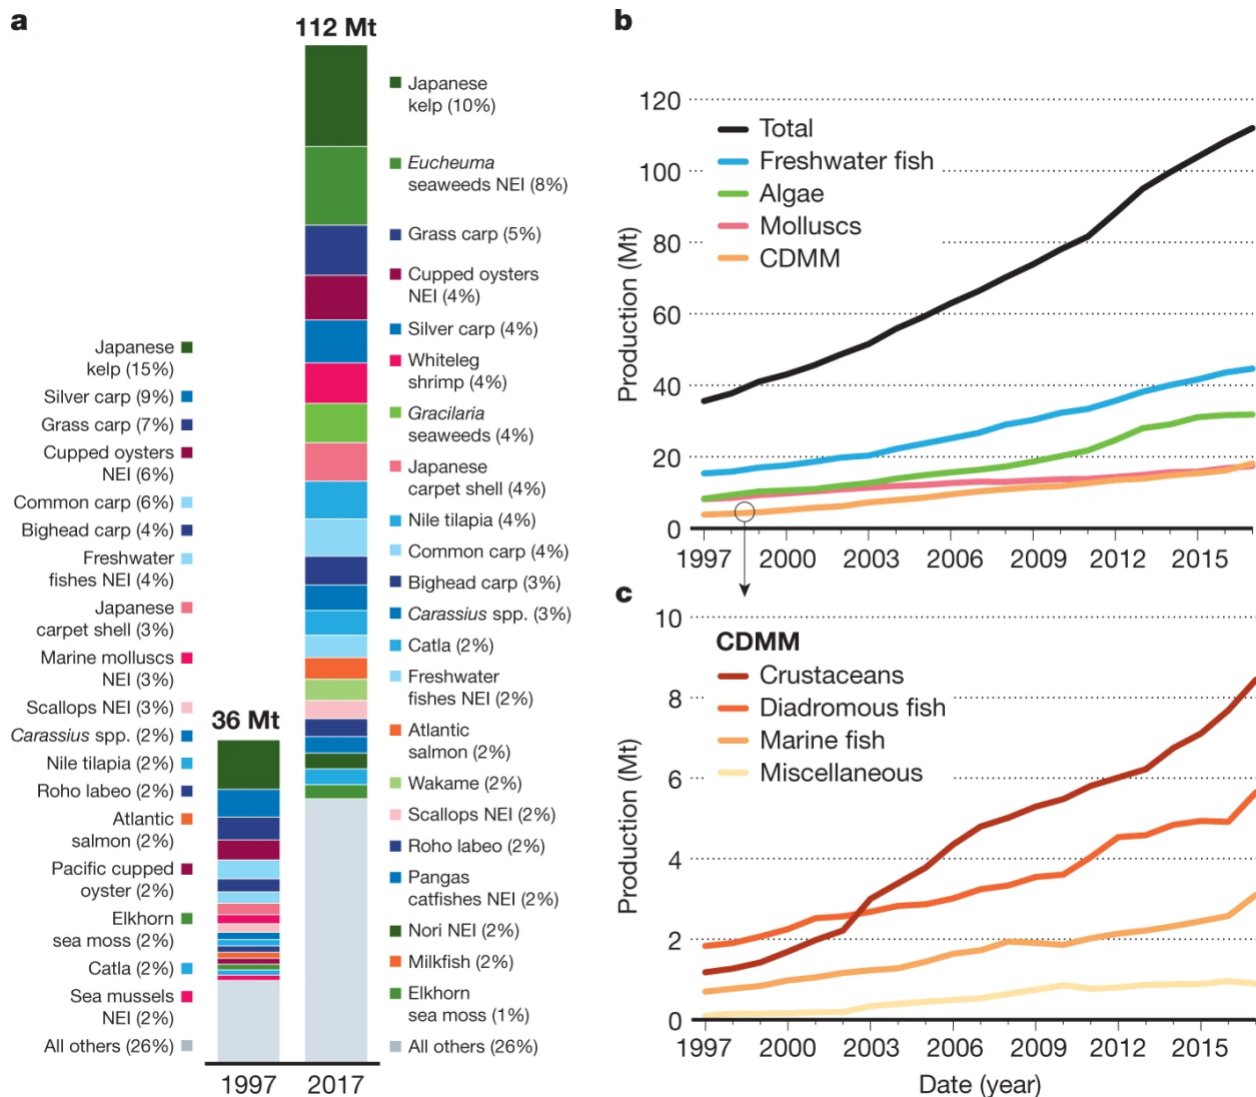 a
112 Mt
Japanese
kelp (10%)
Eucheuma
seaweeds NEI (8%)
Grass carp (5%)
Cupped oysters
NEI (4%)
Silver carp (4%)
Whiteleg
shrimp (4%)
Gracilaria
seaweeds (4%)
Japanese
carpet shell (4%)
Nile tilapia (4%)
Common carp (4%)
Bighead carp (3%)
Carassius spp. (3%)
Catla (2%)
Freshwater
fishes NEI (2%)
Atlantic
salmon (2%)
Wakame (2%)
Scallops NEI (2%)
Roho labeo (2%)
Pangas
catfishes NEI (2%)
Nori NEI (2%)
Milkfish (2%)
Elkhorn
sea moss (1%)
All others (26%)
Japanese
kelp (15%)
Silver carp (9%)
Grass carp (7%)
Cupped oysters
NEI (6%)
Common carp (6%)
Bighead carp (4%)
Freshwater
fishes NEI (4%)
Japanese
carpet shell (3%)
Marine molluscs
NEI (3%)
Scallops NEI (3%)
Carassius spp. (2%)
Nile tilapia (2%)
Roho labeo (2%)
Atlantic
salmon (2%)
Pacific cupped
oyster (2%)
Elkhorn
sea moss (2%)
Catla (2%)
Sea mussels
NEI (2%)
All others (26%)
36 Mt
1997 2017
b
Production (Mt)
120
100
80
60
40
20
0
Total
Freshwater fish
Algae
Molluscs
CDMM
1997 2000 2003 2006 2009 2012 2015
c
Production (Mt)
10
8
6
4
2
0
CDMM
Crustaceans
Diadromous fish
Marine fish
Miscellaneous
1997 2000 2003 2006 2009 2012 2015
Date (year)